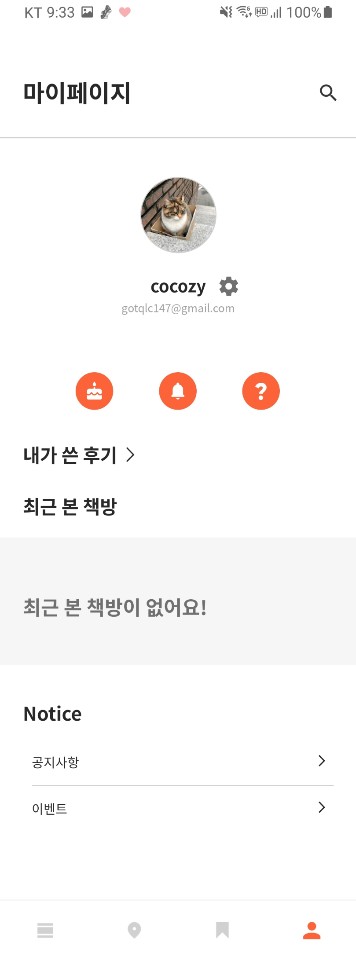 KT 9:33 100%
마이페이지
cocozy
gotqlc147@gmail.com
?
내가 쓴 후기 >
최근 본 책방
최근 본 책방이 없어요!
Notice
공지사항 >
이벤트 >